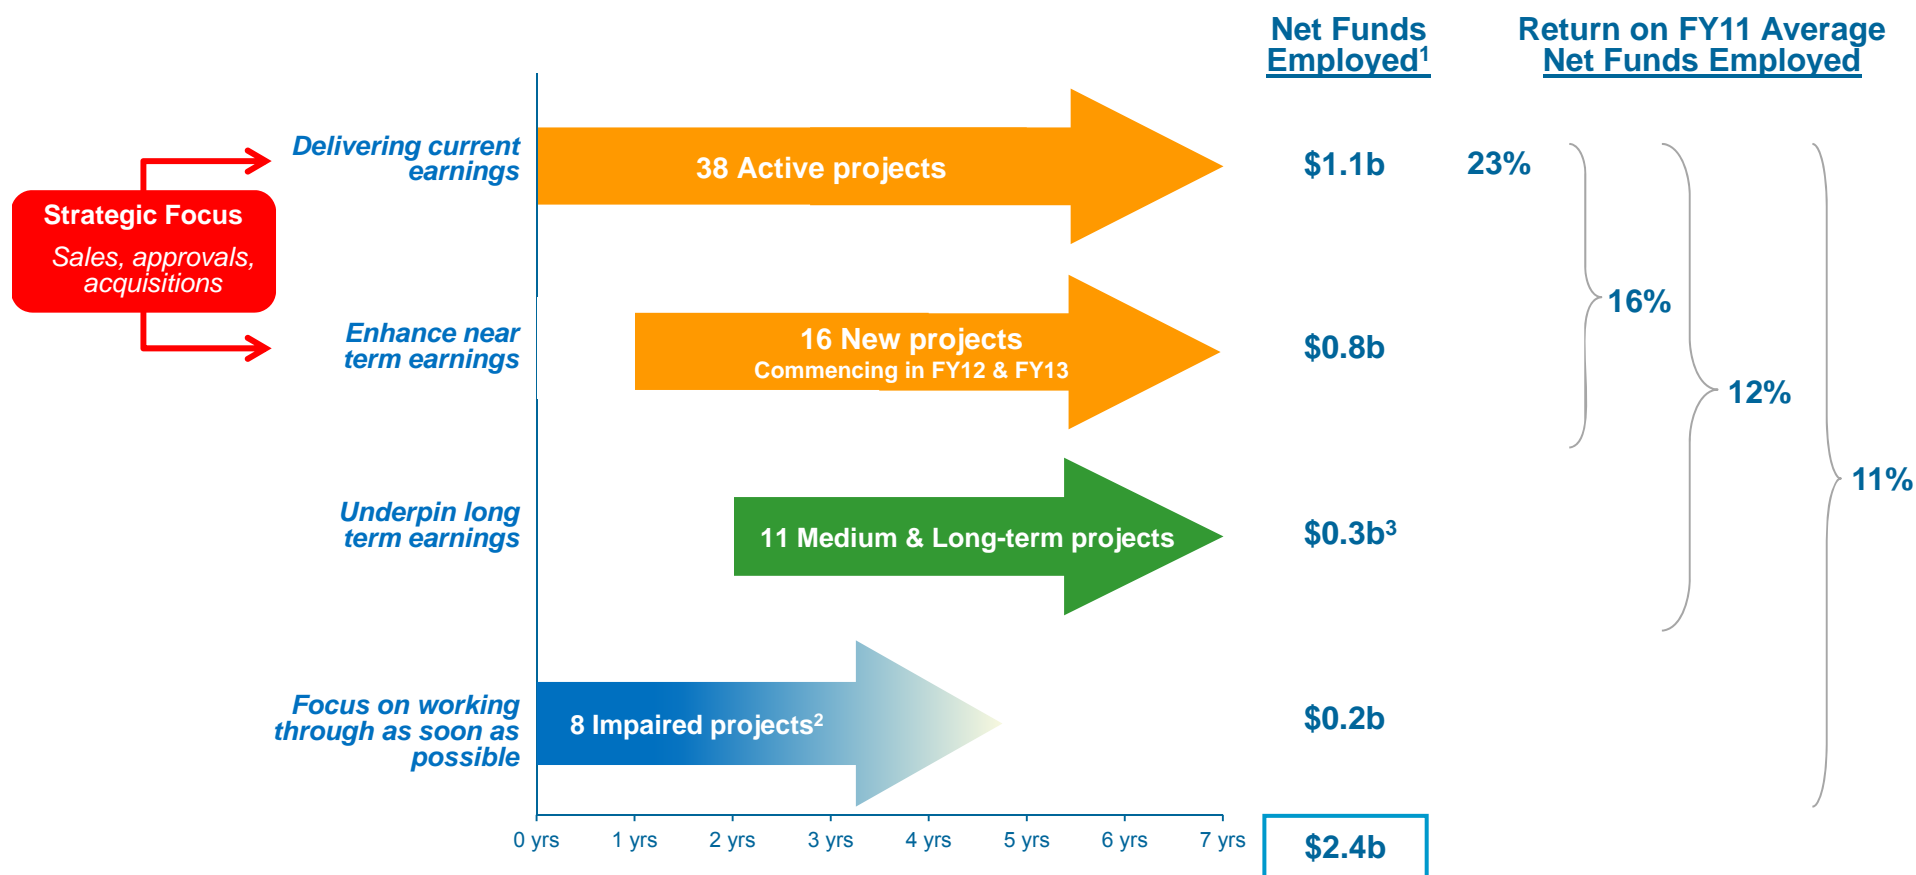 Net Funds
Employed1
Return on FY11 Average
Net Funds Employed
Delivering current
earnings
38 Active projects
$1.1b
23%
Strategic Focus
Sales, approvals,
acquisitions
16%
Enhance near
term earnings
16 New projects
Commencing in FY12 & FY13
$0.8b
12%
11%
Underpin long
term earnings
11 Medium & Long-term projects
$0.3b3
Focus on working
through as soon as
possible
8 Impaired projects2
$0.2b
0 yrs
1 yrs
2 yrs
3 yrs
4 yrs
5 yrs
6 yrs
7 yrs
$2.4b